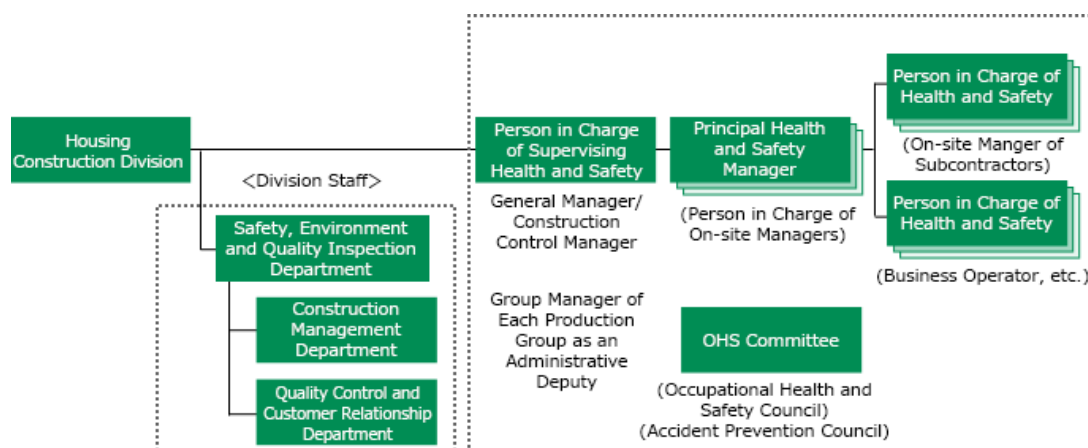 Housing
Construction Division
<Division Staff>
Safety, Environment
and Quality Inspection
Department
Construction
Management
Department
Quality Control and
Customer Relationship
Department
Person in Charge
of Supervising
Health and Safety
General Manager/
Construction
Control Manager
Group Manager of
Each Production
Group as an
Administrative
Deputy
Principal Health
and Safety
Manager
(Person in Charge of
On-site Managers)
OHS Committee
(Occupational Health and
Safety Council)
(Accident Prevention Council)
Person in Charge of
Health and Safety
(On-site Manger of
Subcontractors)
Person in Charge of
Health and Safety
(Business Operator, etc.)